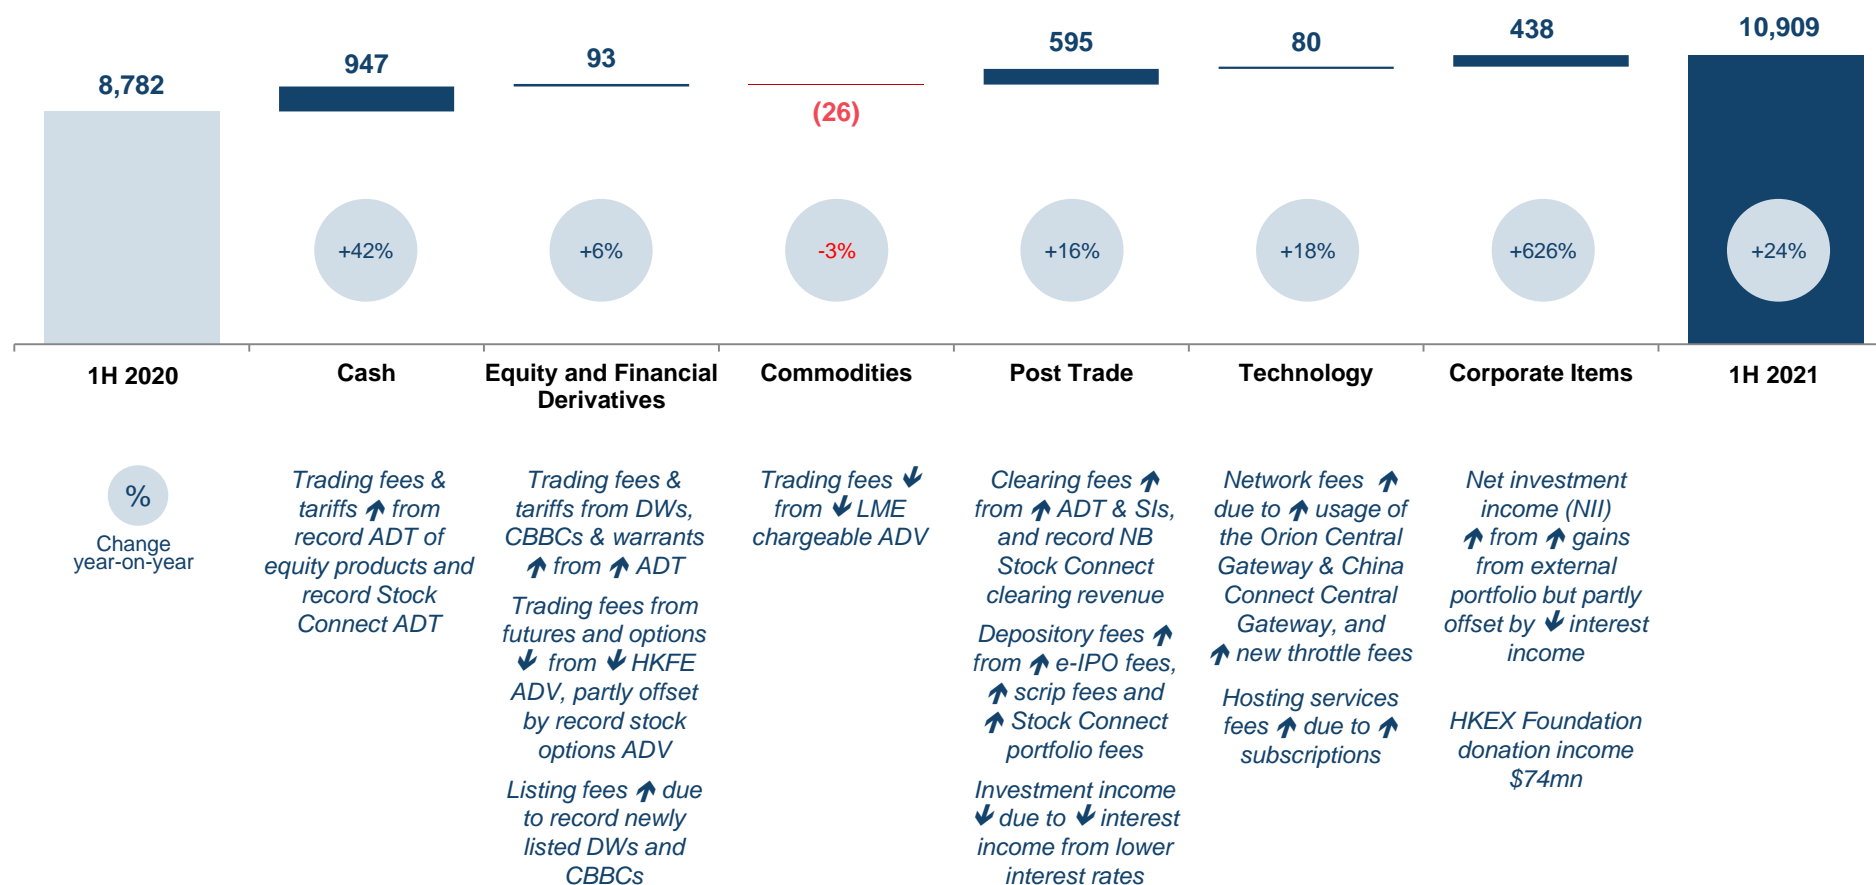 8,782
947
93
(26)
595
80
438
10,909
+42%
+6%
-3%
+16%
+18%
+626%
+24%
1H 2020
Cash
Equity and Financial
Derivatives
Commodities
Post Trade
Technology
Corporate Items
1H 2021
%
Change
year-on-year
Trading fees &
tariffs ↑ from
record ADT of
equity products and
record Stock
Connect ADT
Trading fees &
tariffs from DWs,
CBBCs & warrants
↑ from ↑ ADT
Trading fees from
futures and options
↓ from ↓ HKFE
ADV, partly offset
by record stock
options ADV
Listing fees ↑ due
to record newly
listed DWs and
CBBCs
Trading fees ↓
from ↓ LME
chargeable ADV
Clearing fees ↑
from ↑ ADT & SIs,
and record NB
Stock Connect
clearing revenue
Depository fees ↑
from ↑ e-IPO fees,
↑ scrip fees and
↑ Stock Connect
portfolio fees
Investment income
↓ due to ↓ interest
income from lower
interest rates
Network fees ↑
due to ↑ usage of
the Orion Central
Gateway & China
Connect Central
Gateway, and
↑ new throttle fees
Hosting services
fees ↑ due to ↑
subscriptions
Net investment
income (NII)
↑ from ↑ gains
from external
portfolio but partly
offset by ↓ interest
income
HKEX Foundation
donation income
$74mn